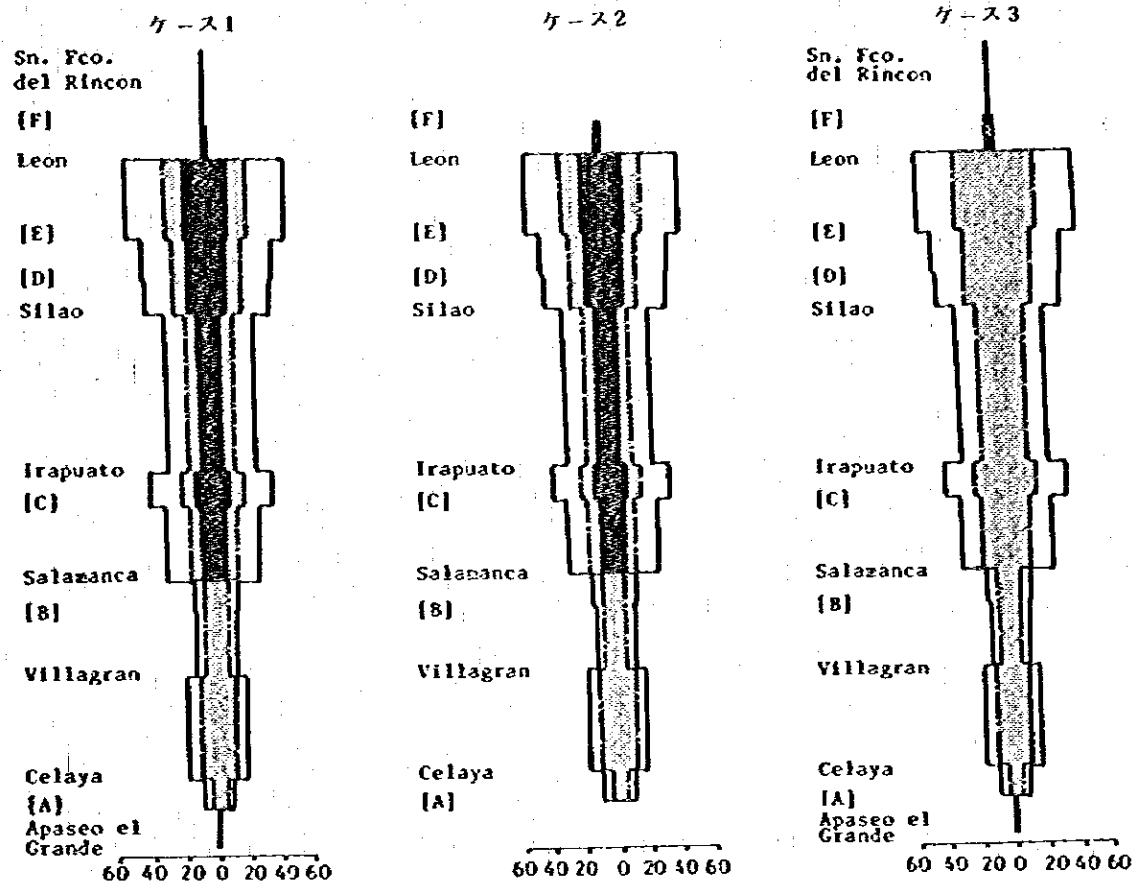 ケース1
Sn. Fco.
del Rincon
[F]
Leon
[E]
[D]
Silao
Irapuato
[C]
Salamanca
[B]
Villagran
Celaya
[A]
Apaseo el
Grande
60 40 20 0 20 40 60
ケース2
[F]
Leon
[E]
[D]
Silao
Irapuato
[C]
Salamanca
[B]
Villagran
Celaya
[A]
60 40 20 0 20 40 60
ケース3
Sn. Fco.
del Rincon
[F]
Leon
[E]
[D]
Silao
Irapuato
[C]
Salamanca
[B]
Villagran
Celaya
[A]
Apaseo el
Grande
60 40 20 0 20 40 60